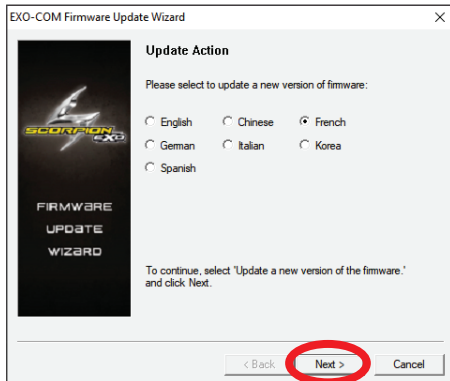 EXO-COM Firmware Update Wizard
Update Action
Please select to update a new version of firmware:
English Chinese French
German Italian Korea
Spanish
SCORPION EXO
FIRMWARE
UPDATE
WIZARD
To continue, select 'Update a new version of the firmware.'
and click Next.
< Back Next > Cancel